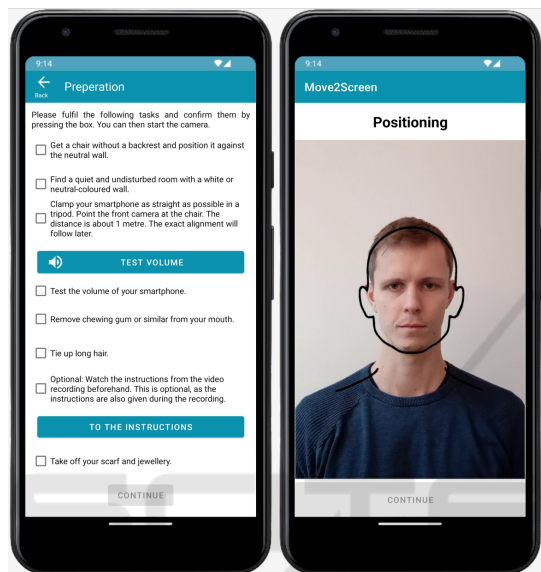 9:14
Back
Preperation
Please fulfil the following tasks and confirm them by
pressing the box. You can then start the camera.
Get a chair without a backrest and position it against
the neutral wall.
Find a quiet and undisturbed room with a white or
neutral-coloured wall.
Clamp your smartphone as straight as possible in a
tripod. Point the front camera at the chair. The
distance is about 1 metre. The exact alignment will
follow later.
TEST VOLUME
Test the volume of your smartphone.
Remove chewing gum or similar from your mouth.
Tie up long hair.
Optional: Watch the instructions from the video
recording beforehand. This is optional, as the
instructions are also given during the recording.
TO THE INSTRUCTIONS
Take off your scarf and jewellery.
CONTINUE
9:14
Move2Screen
Positioning
CONTINUE